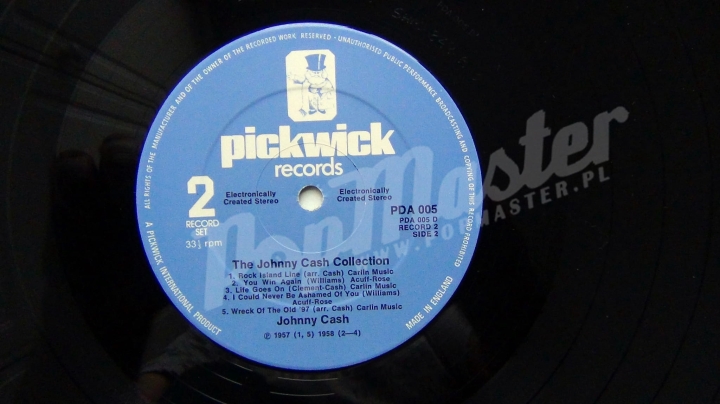 ALL RIGHTS OF THE MANUFACTURER AND OF THE OWNER OF THE RECORDED WORK RESERVED - UNAUTHORISED PUBLIC PERFORMANCE BROADCASTING AND COPYING OF THIS RECORD PROHIBITED
pickwick
records
2
RECORD
SET
33⅓ rpm
Electronically
Created Stereo
Electronically
Created Stereo
PDA 005
PDA 005 D
RECORD 2
SIDE 2
The Johnny Cash Collection
1. Rock Island Line (arr. Cash) Carlin Music
2. You Win Again (Williams) Acuff-Rose
3. Life Goes On (Clement-Cash) Carlin Music
4. I Could Never Be Ashamed Of You (Williams)
Acuff-Rose
5. Wreck Of The Old '97 (arr. Cash) Carlin Music
Johnny Cash
℗ 1957 (1, 5) 1958 (2—4)
A PICKWICK INTERNATIONAL PRODUCT
MADE IN ENGLAND
PopMaster
WWW.POPMASTER.PL